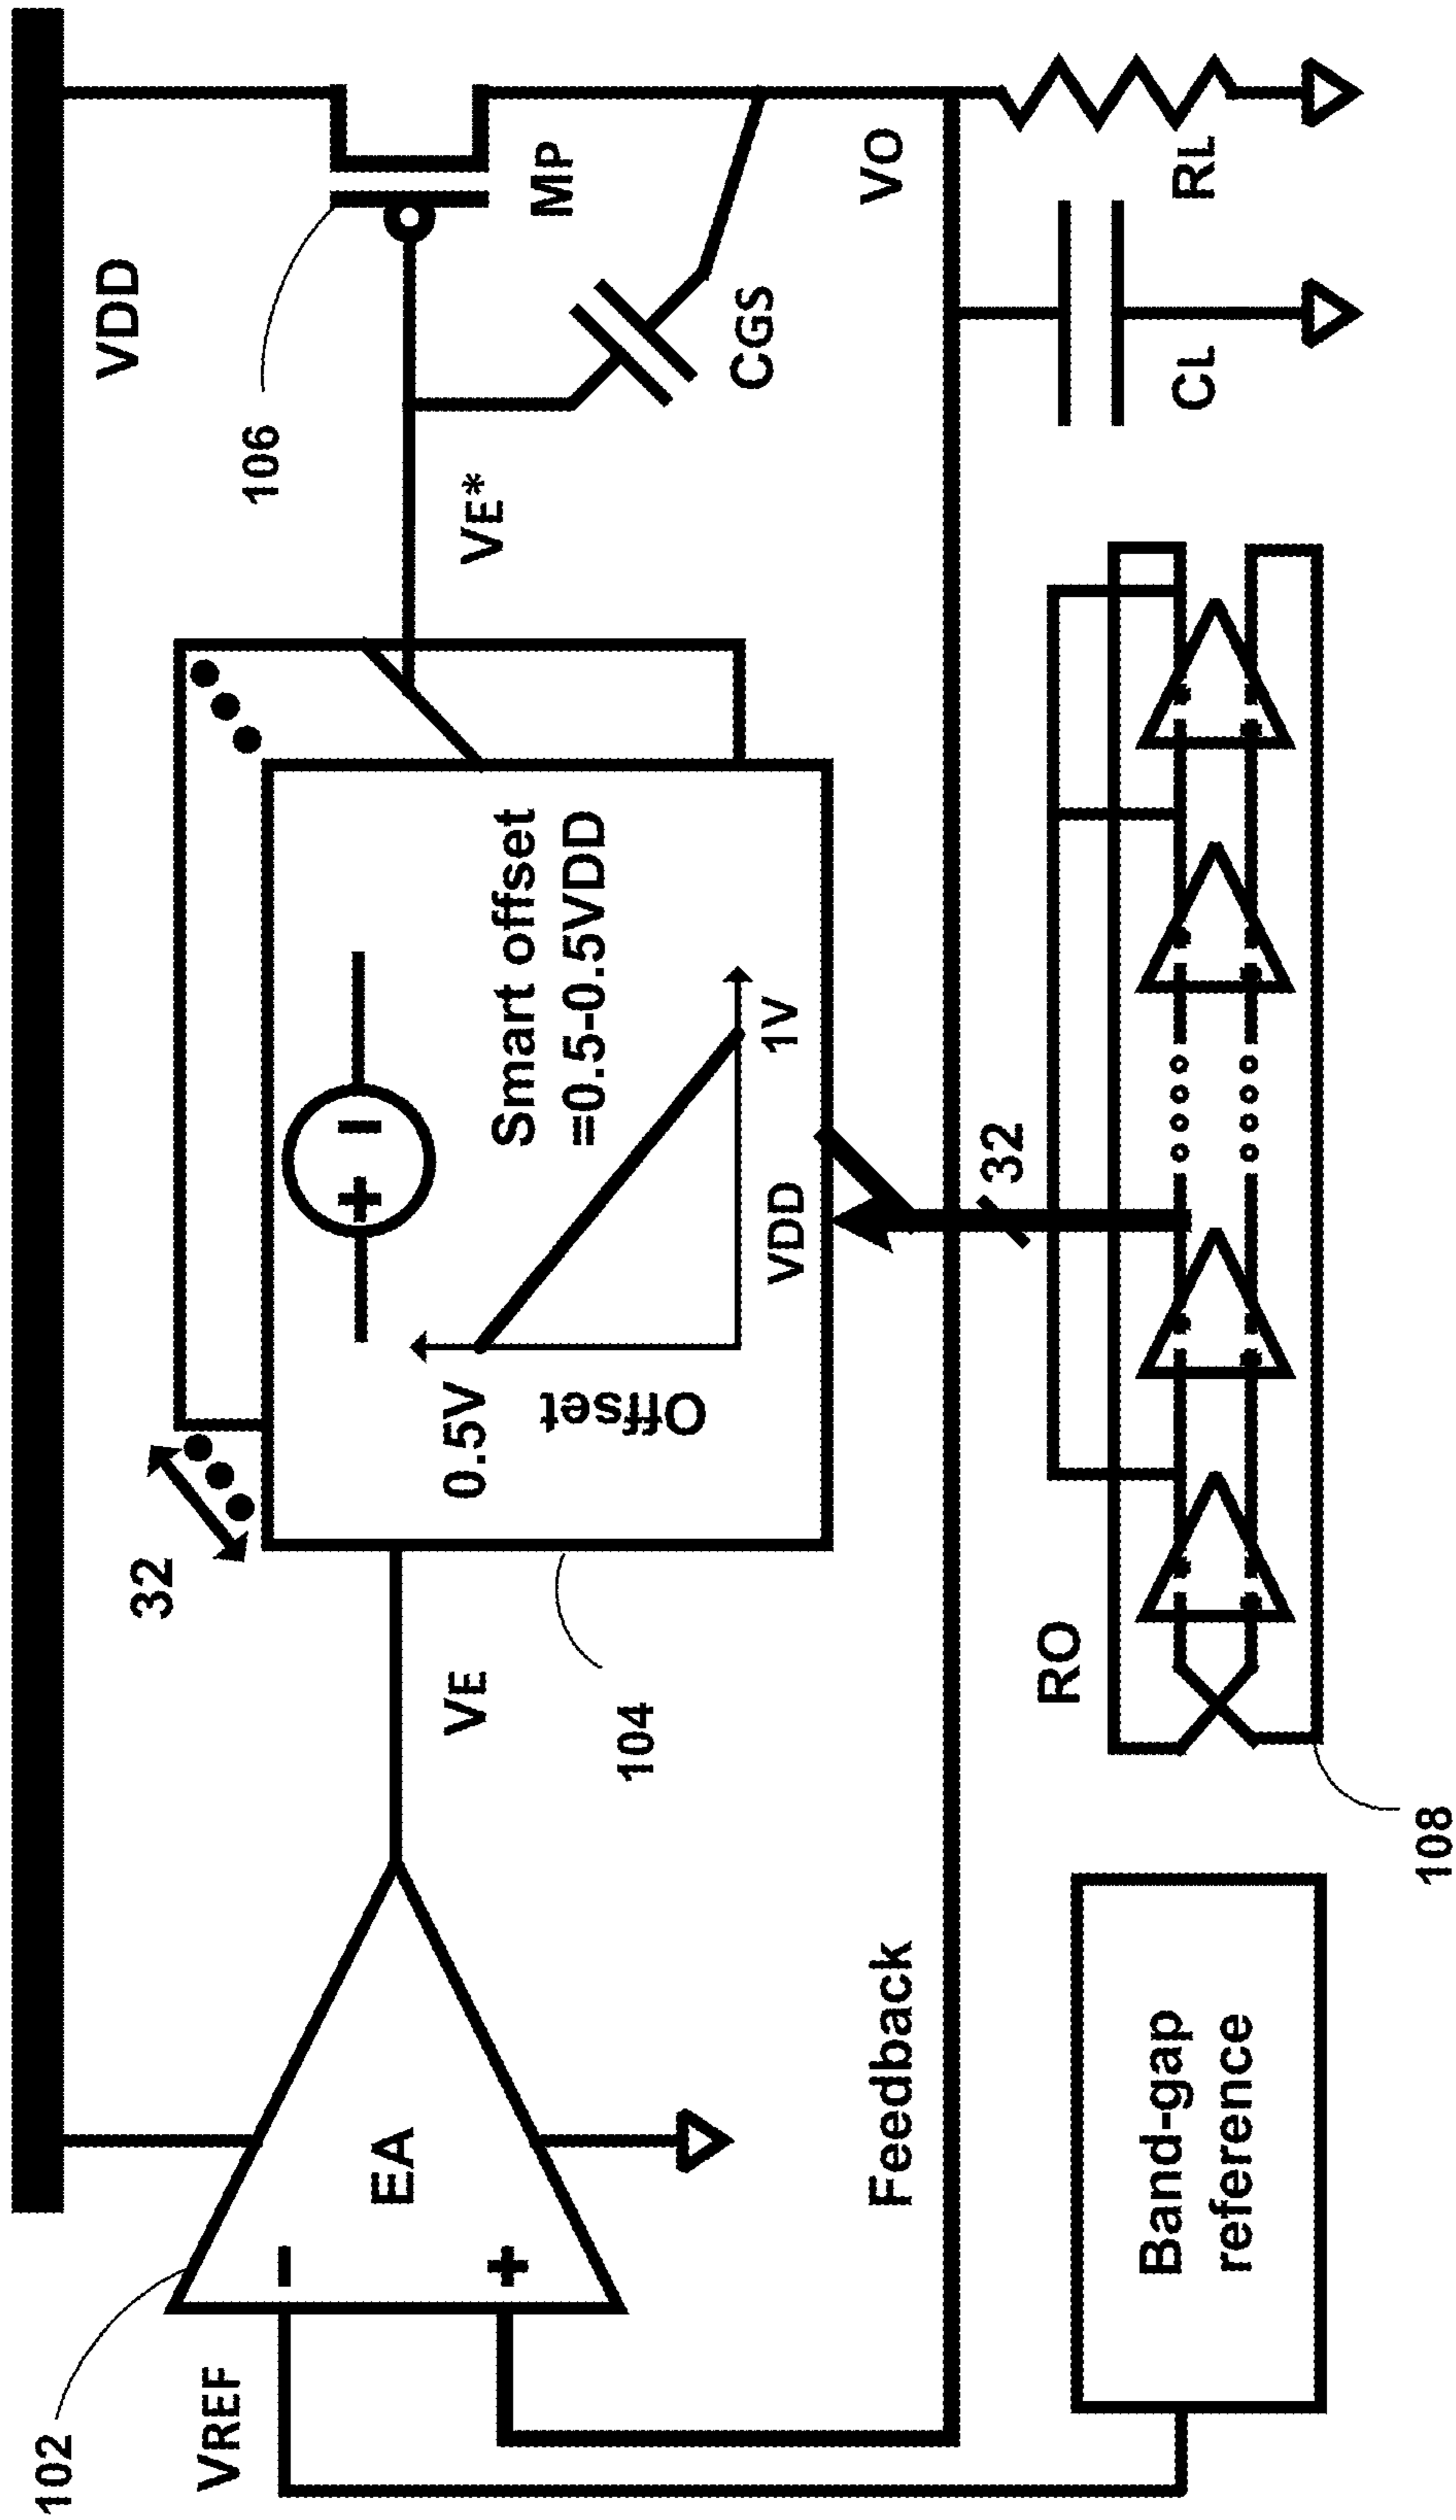 VDD
106
MP
VE*
CGS
VO
32
Smart offset
=0.5-0.5VDD
0.5V
Offset
VDD
1V
VE
104
102
VREF
EA
Feedback
32
RO
108
CL
RL
Band-gap
reference